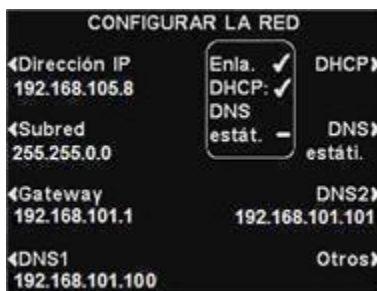 CONFIGURAR LA RED
Dirección IP
192.168.105.8
Enla. ✓
DHCP: ✓
DNS
estát. –
DHCP
Subred
255.255.0.0
DNS
estáti.
Gateway
192.168.101.1
DNS2
192.168.101.101
DNS1
192.168.101.100
Otros